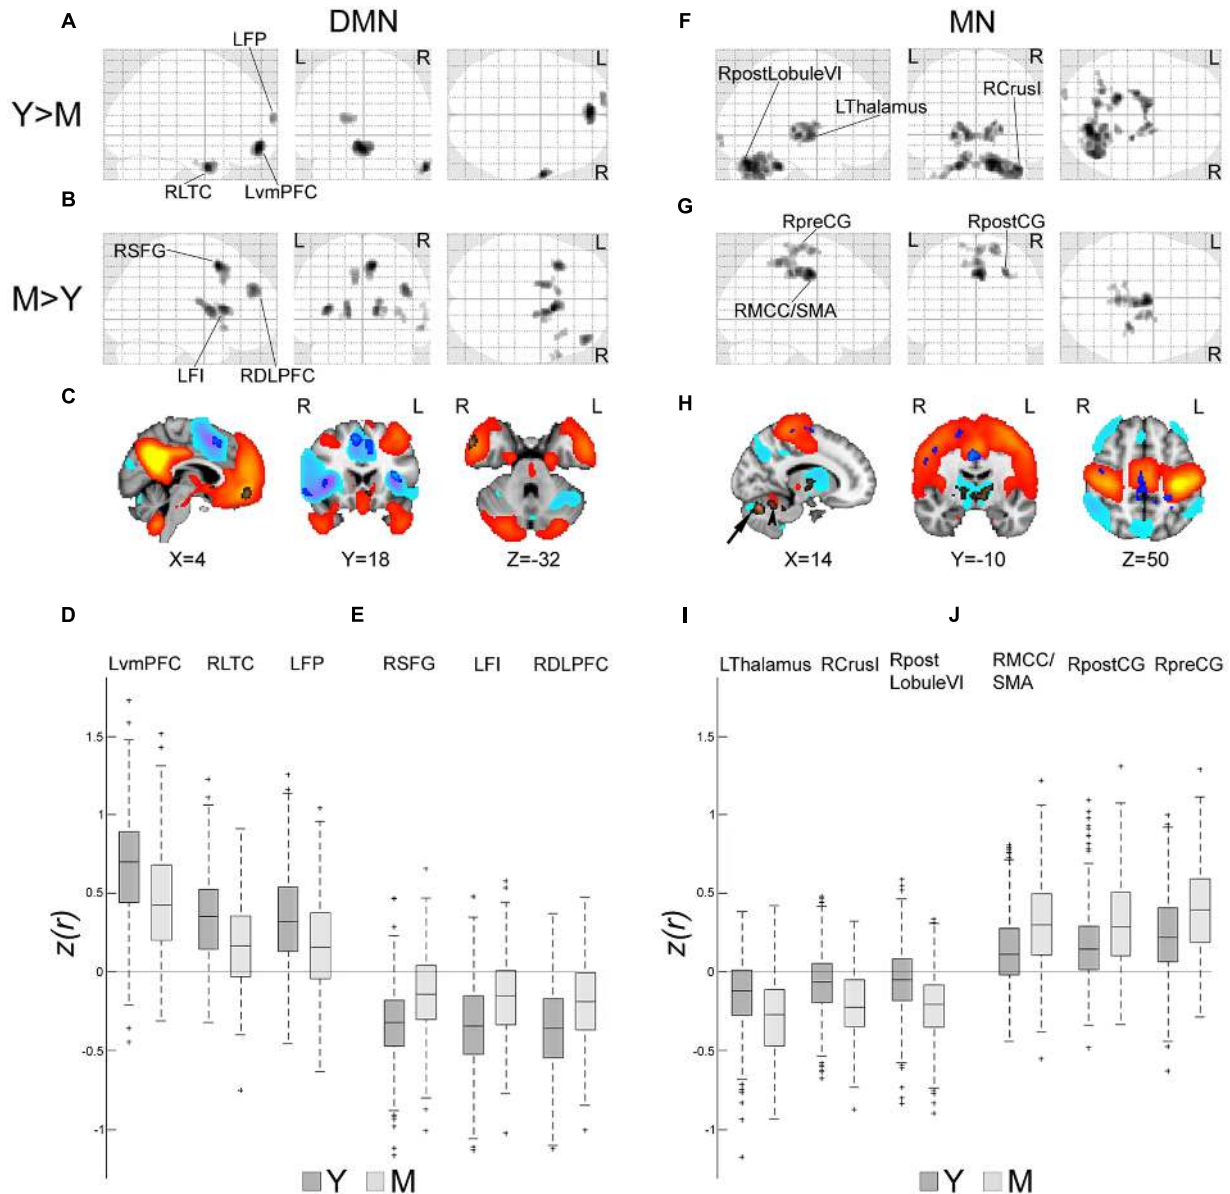 A
DMN
LFP
L
R
L
Y>M
R
RLTC
LvmPFC
B
L
R
L
RSFG
M>Y
R
LFI
RDLPFC
C
R
L
R
L
X=4
Y=18
Z=-32
D
E
LvmPFC
RLTC
LFP
RSFG
LFI
RDLPFC
1.5
1
0.5
0
-0.5
-1
z(r)
Y
M
F
MN
L
R
L
RpostLobuleVI
RCrusI
LThalamus
R
G
RpreCG
RpostCG
L
R
L
RMCC/SMA
R
H
R
L
R
L
X=14
Y=-10
Z=50
I
J
LThalamus
RCrusI
Rpost
LobuleVI
RMCC/
SMA
RpostCG
RpreCG
1.5
1
0.5
0
-0.5
-1
z(r)
Y
M